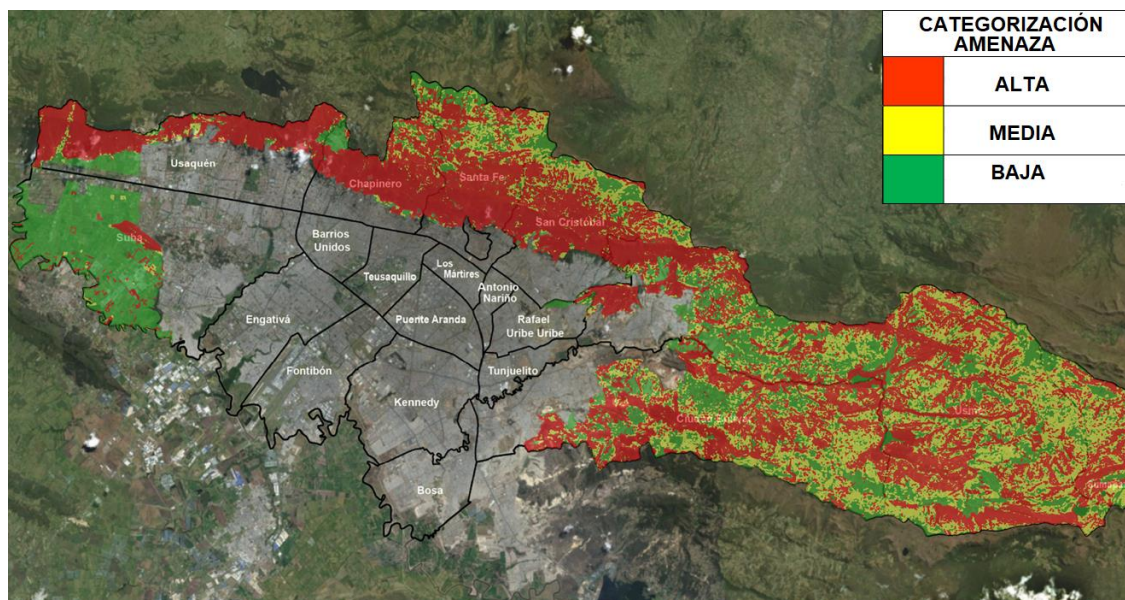 CATEGORIZACIÓN
AMENAZA
ALTA
MEDIA
BAJA
Usaquén
Suba
Chapinero
Santa Fe
San Cristóbal
Barrios
Unidos
Teusaquillo
Los
Mártires
Antonio
Nariño
Engativá
Puente Aranda
Rafael
Uribe Uribe
Fontibón
Tunjuelito
Kennedy
Ciudad Bolívar
Usme
Bosa